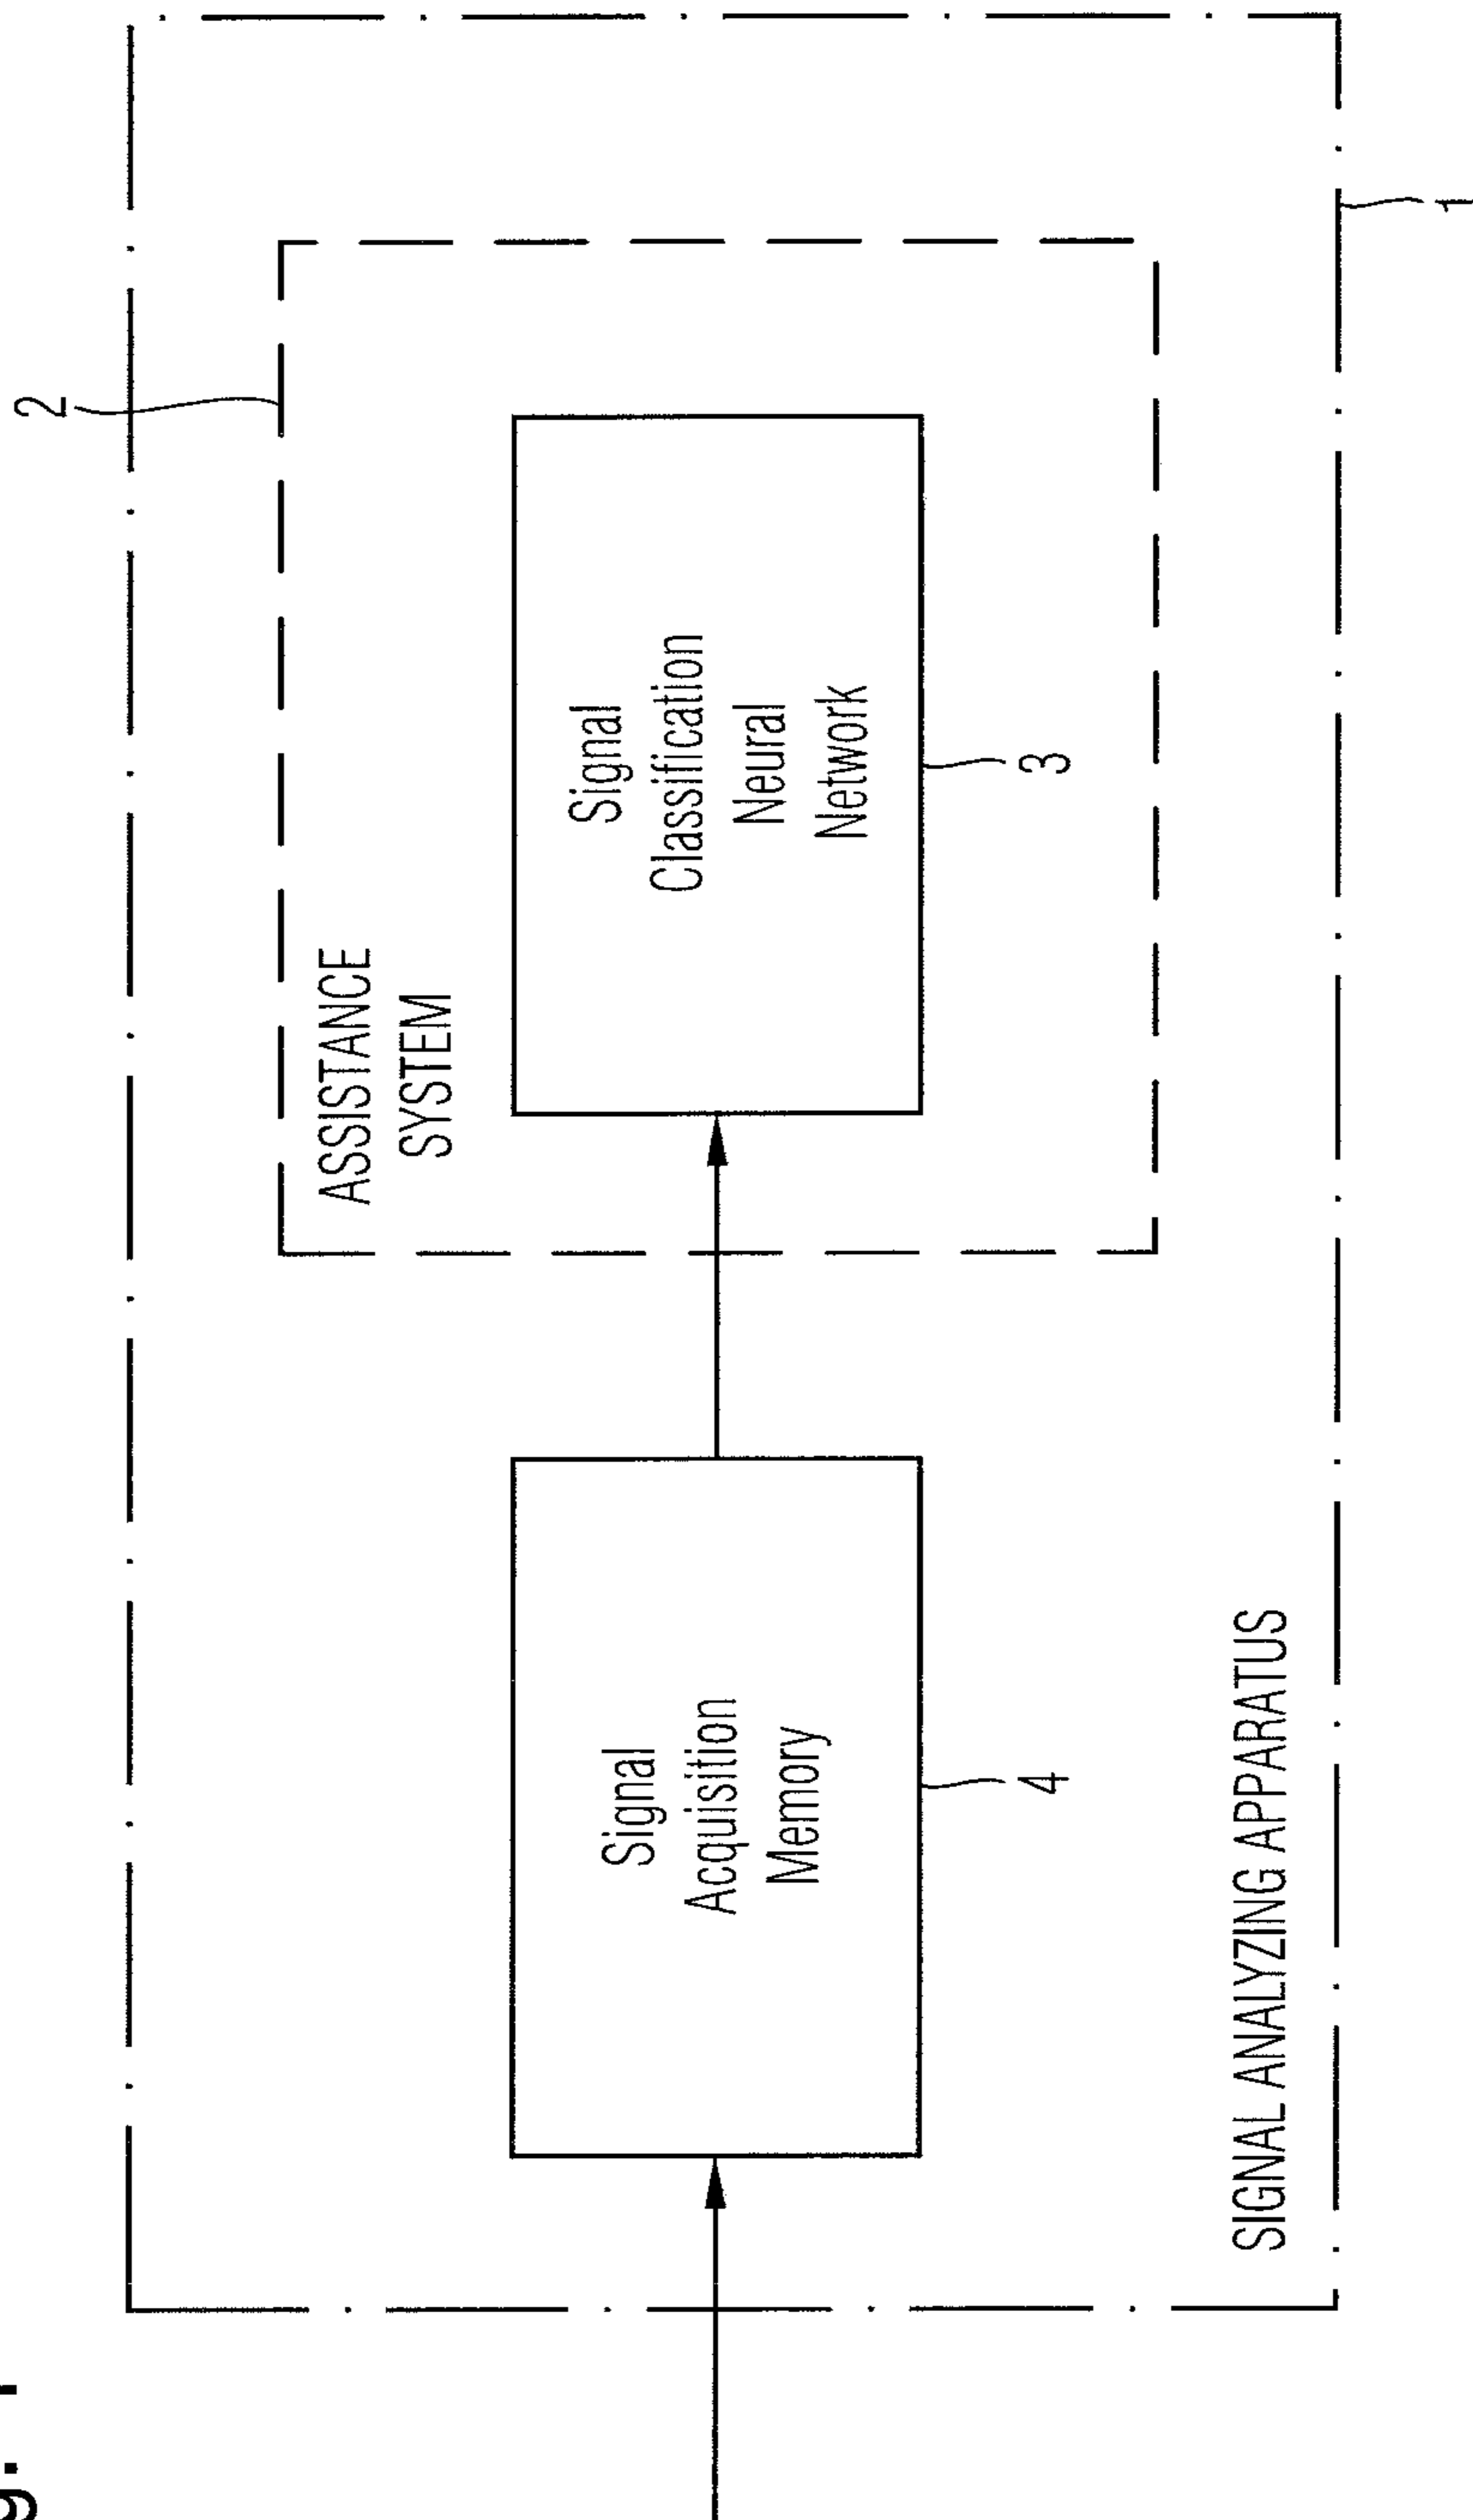 2
ASSISTANCE
SYSTEM
Signal
Acquisition
Memory
4
Signal
Classification
Neural
Network
3
SIGNAL ANALYZING APPARATUS
1